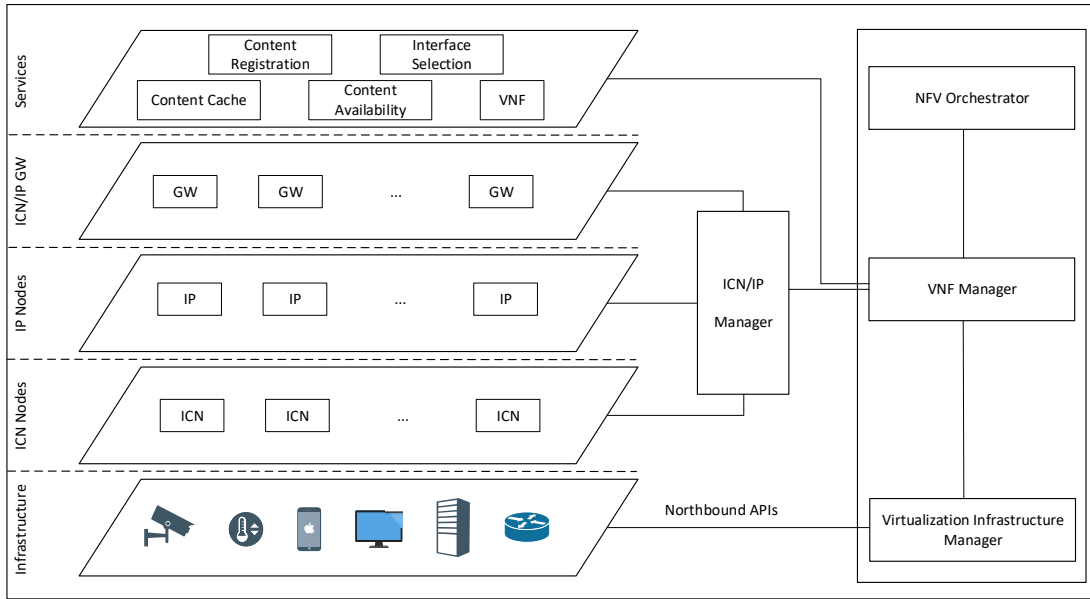 Services
Content
Registration
Interface
Selection
Content Cache
Content
Availability
VNF
ICN/IP GW
GW
GW
...
GW
IP Nodes
IP
IP
...
IP
ICN Nodes
ICN
ICN
...
ICN
Infrastructure
Northbound APIs
ICN/IP
Manager
NFV Orchestrator
VNF Manager
Virtualization Infrastructure
Manager